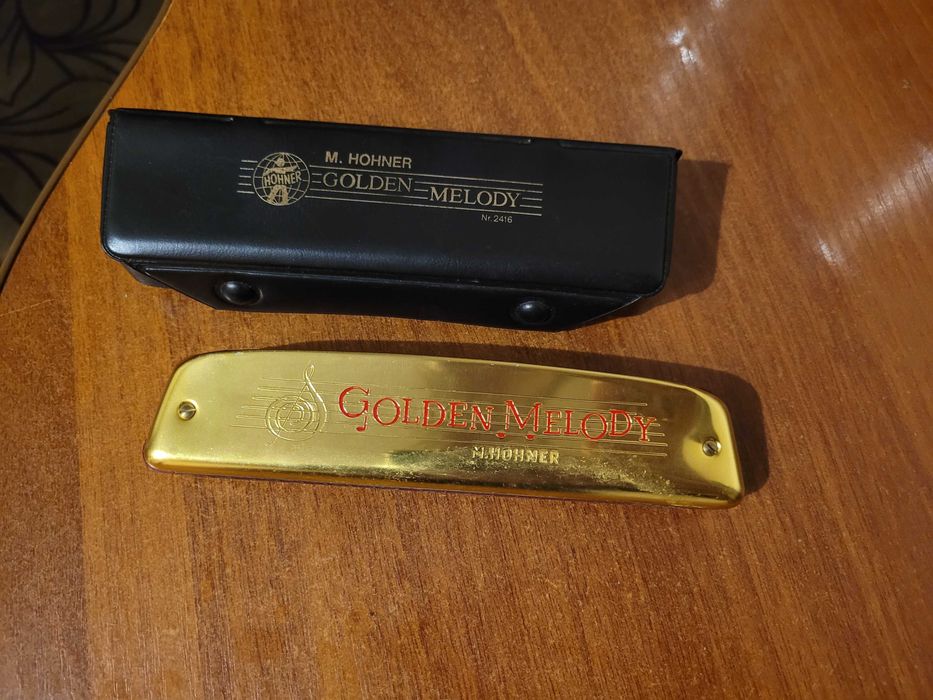 M. HOHNER
HOHNER
GOLDEN MELODY
Nr. 2416
GOLDEN MELODY
M. HOHNER